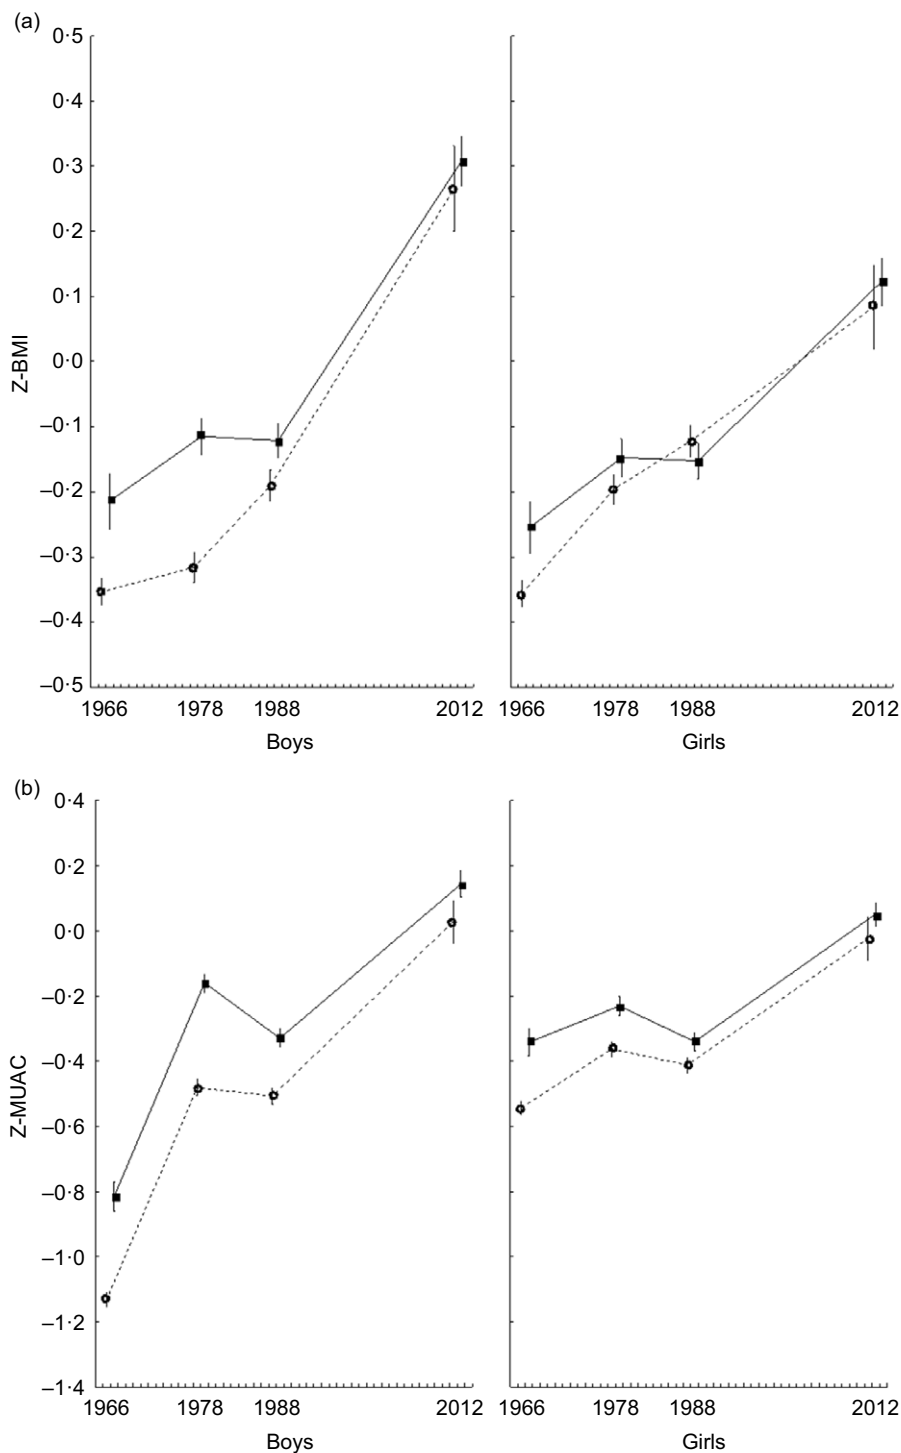 (a)
0·5
0·4
0·3
0·2
0·1
0·0
–0·1
–0·2
–0·3
–0·4
–0·5
Z-BMI
1966 1978 1988 2012 1966 1978 1988 2012
Boys Girls
(b)
0·4
0·2
0·0
–0·2
–0·4
–0·6
–0·8
–1·0
–1·2
–1·4
Z-MUAC
1966 1978 1988 2012 1966 1978 1988 2012
Boys Girls